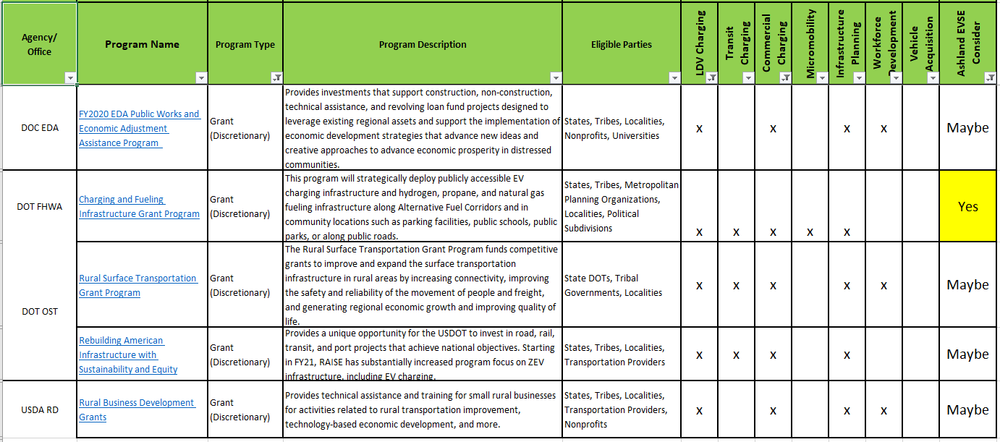 Agency/
Office
Program Name
Program Type
Program Description
Eligible Parties
LDV Charging
Transit
Charging
Commercial
Charging
Micromobility
Infrastructure
Planning
Workforce
Development
Vehicle
Acquisition
Ashland EVSE
Consider
DOC EDA
FY2020 EDA Public Works and
Economic Adjustment
Assistance Program
Grant
(Discretionary)
Provides investments that support construction, non-construction,
technical assistance, and revolving loan fund projects designed to
leverage existing regional assets and support the implementation of
economic development strategies that advance new ideas and
creative approaches to advance economic prosperity in distressed
communities.
States, Tribes, Localities,
Nonprofits, Universities
x x x x
Maybe
DOT FHWA
Charging and Fueling
Infrastructure Grant Program
Grant
(Discretionary)
This program will strategically deploy publicly accessible EV
charging infrastructure and hydrogen, propane, and natural gas
fueling infrastructure along Alternative Fuel Corridors and in
community locations such as parking facilities, public schools, public
parks, or along public roads.
States, Tribes, Metropolitan
Planning Organizations,
Localities, Political
Subdivisions
x x x x x
Yes
DOT OST
Rural Surface Transportation
Grant Program
Grant
(Discretionary)
The Rural Surface Transportation Grant Program funds competitive
grants to improve and expand the surface transportation
infrastructure in rural areas by increasing connectivity, improving
the safety and reliability of the movement of people and freight,
and generating regional economic growth and improving quality of
life.
State DOTs, Tribal
Governments, Localities
x x x x x
Maybe
Rebuilding American
Infrastructure with
Sustainability and Equity
Grant
(Discretionary)
Provides a unique opportunity for the USDOT to invest in road, rail,
transit, and port projects that achieve national objectives. Starting
in FY21, RAISE has substantially increased program focus on ZEV
infrastructure, including EV charging.
States, Tribes, Localities,
Transportation Providers
x x x x
Maybe
USDA RD
Rural Business Development
Grants
Grant
(Discretionary)
Provides technical assistance and training for small rural businesses
for activities related to rural transportation improvement,
technology-based economic development, and more.
States, Tribes, Localities,
Transportation Providers,
Nonprofits
x x x x
Maybe